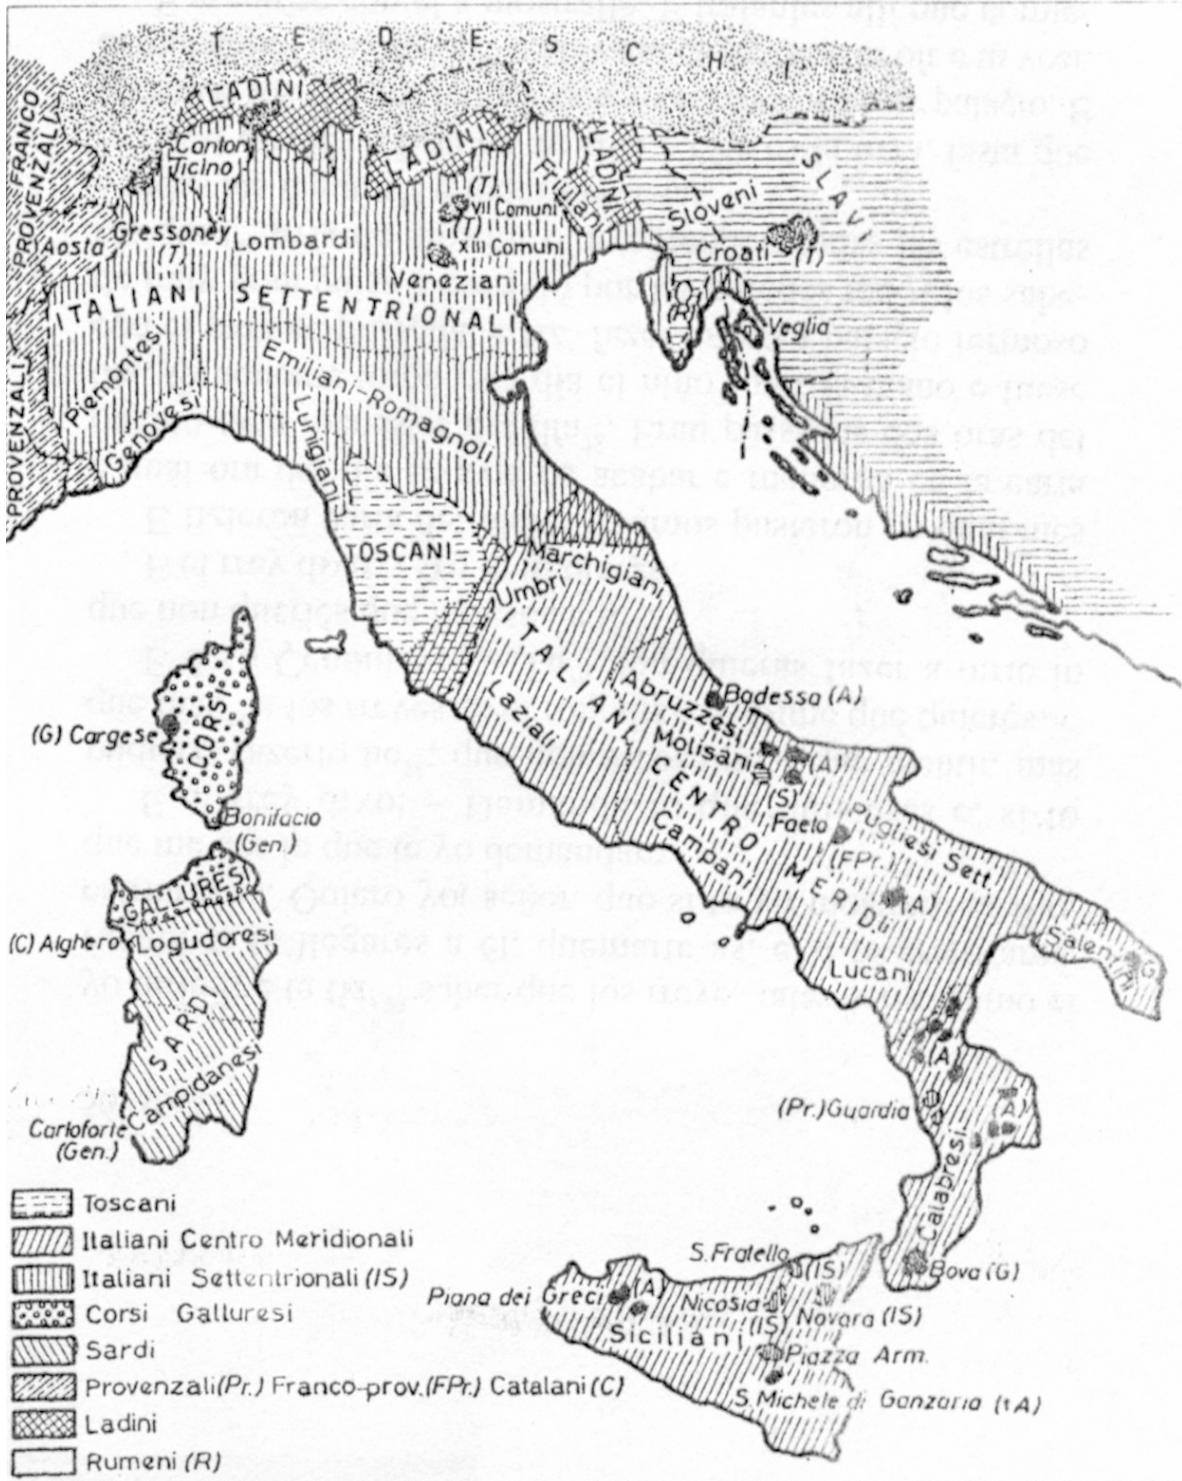 TEDESCHI
FRANCO
PROVENZALI
LADINI
Canton
Ticino
LADINI
LADINI
Friulani
SLAVI
Sloveni
Croati
(T)
Aosta
Gressoney
(T)
Lombardi
(T)
VII Comuni
(T)
XIII Comuni
Veneziani
(R)
Veglia
ITALIANI SETTENTRIONALI
Piemontesi
Genovesi
Emiliani-Romagnoli
Lunigiani
PROVENZALI
TOSCANI
Marchigiani
Umbri
ITALIANI CENTRO MERID.
Laziali
Abruzzesi
Badessa (A)
Molisani
(A)
(S)
Faeto
(FPr.)
Pugliesi Sett.
Campani
(A)
Lucani
Salentini
G
(A)
(Pr.) Guardia
(A)
Calabresi
Bova (G)
CORSI
(G) Cargese
Bonifacio
(Gen.)
GALLURESI
(C) Alghero
Logudoresi
SARDI
Campidanesi
Carloforte
(Gen.)
S. Fratello
(IS)
Piana dei Greci
(A)
Nicosia
(IS)
Novara (IS)
Siciliani
Piazza Arm.
S. Michele di Ganzaria (tA)
Toscani
Italiani Centro Meridionali
Italiani Settentrionali (IS)
Corsi Galluresi
Sardi
Provenzali (Pr.) Franco-prov. (FPr.) Catalani (C)
Ladini
Rumeni (R)